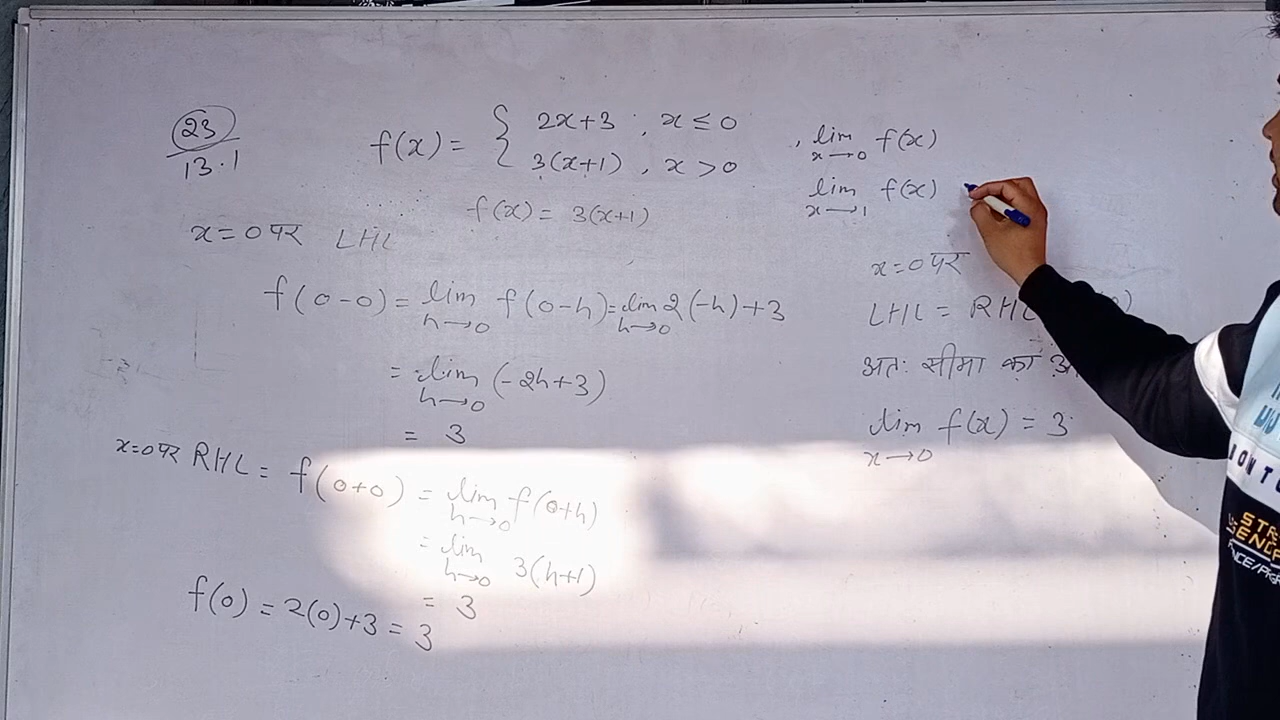 23
13.1
f(x) = { 2x+3 , x ≤ 0
3(x+1) , x > 0
, lim x→0 f(x)
lim x→1 f(x)
f(x) = 3(x+1)
x=0 पर LHL
f(0-0) = lim h→0 f(0-h) = lim h→0 2(-h)+3
= lim h→0 (-2h+3)
= 3
x=0 पर RHL = f(0+0) = lim h→0 f(0+h)
= lim h→0 3(h+1)
= 3
f(0) = 2(0)+3 = 3
x=0 पर
LHL = RHL
अतः सीमा का
lim x→0 f(x) = 3